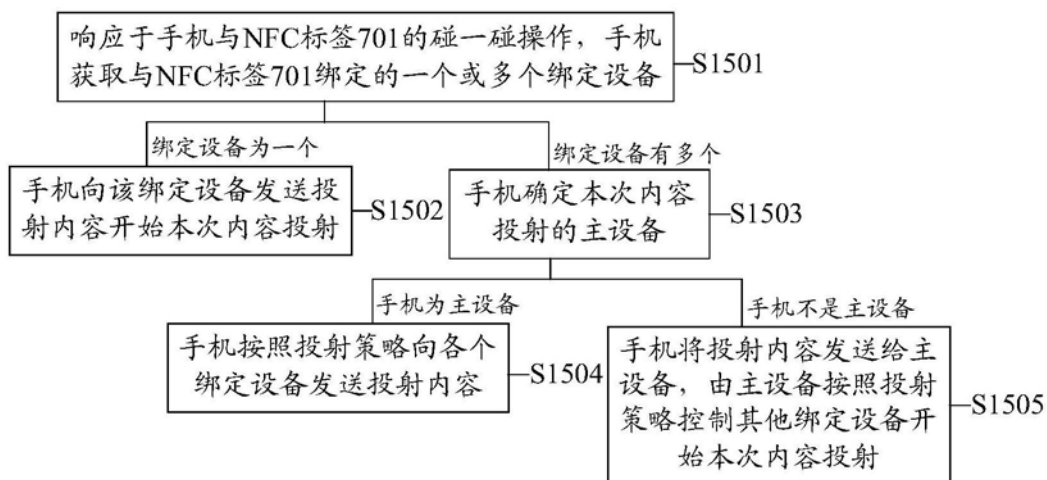 响应于手机与NFC标签701的碰一碰操作，手机
获取与NFC标签701绑定的一个或多个绑定设备
S1501
绑定设备为一个
绑定设备有多个
手机向该绑定设备发送投
射内容开始本次内容投射
S1502
手机确定本次内容
投射的主设备
S1503
手机为主设备
手机不是主设备
手机按照投射策略向各个
绑定设备发送投射内容
S1504
手机将投射内容发送给主
设备，由主设备按照投射
策略控制其他绑定设备开
始本次内容投射
S1505